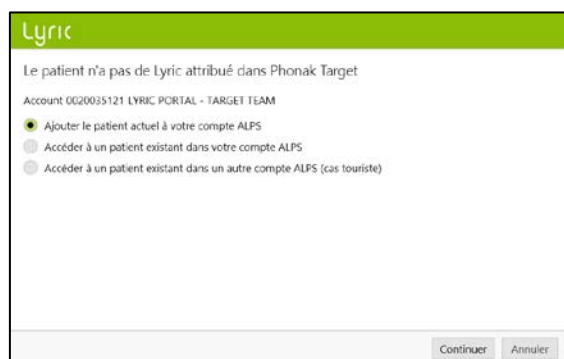 Lyric
Le patient n'a pas de Lyric attribué dans Phonak Target
Account 0020035121 LYRIC PORTAL - TARGET TEAM
Ajouter le patient actuel à votre compte ALPS
Accéder à un patient existant dans votre compte ALPS
Accéder à un patient existant dans un autre compte ALPS (cas touriste)
Continuer Annuler